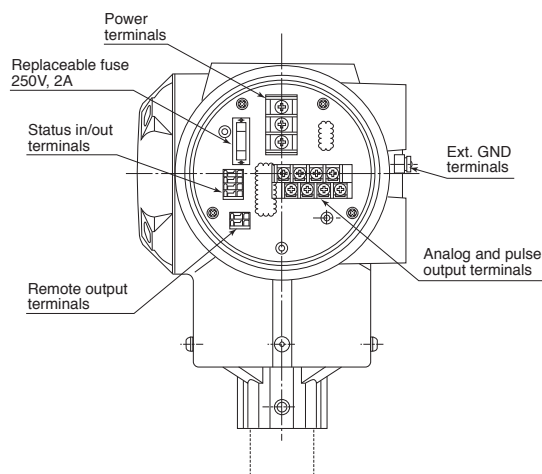 Power
terminals
Replaceable fuse
250V, 2A
Status in/out
terminals
Ext. GND
terminals
Analog and pulse
output terminals
Remote output
terminals